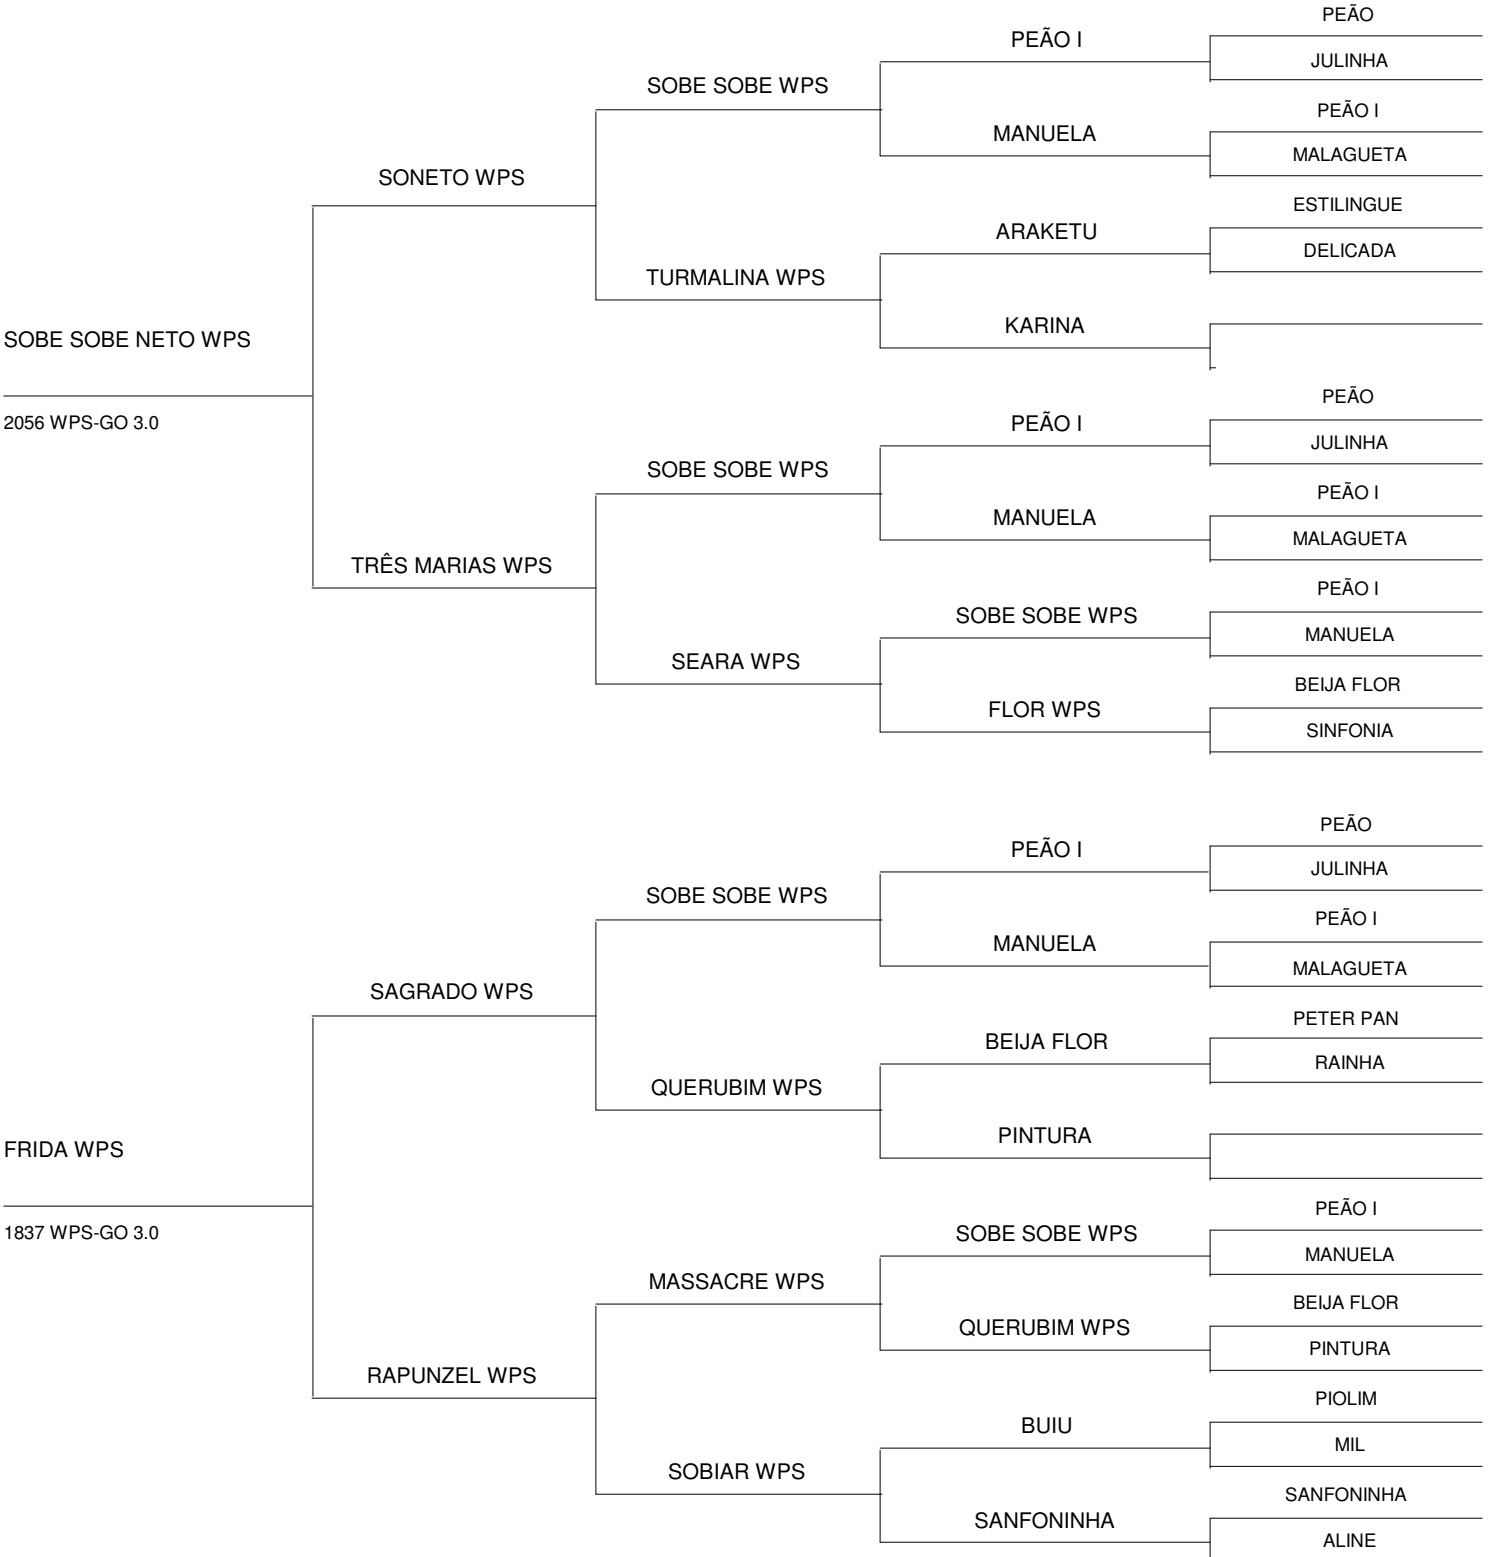 PEÃO
PEÃO I
JULINHA
SOBE SOBE WPS
PEÃO I
MANUELA
MALAGUETA
SONETO WPS
ESTILINGUE
ARAKETU
DELICADA
TURMALINA WPS
KARINA
SOBE SOBE NETO WPS
PEÃO
2056 WPS-GO 3.0
PEÃO I
JULINHA
SOBE SOBE WPS
PEÃO I
MANUELA
MALAGUETA
TRÊS MARIAS WPS
PEÃO I
SOBE SOBE WPS
MANUELA
SEARA WPS
BEIJA FLOR
FLOR WPS
SINFONIA
PEÃO
PEÃO I
JULINHA
SOBE SOBE WPS
PEÃO I
MANUELA
MALAGUETA
SAGRADO WPS
PETER PAN
BEIJA FLOR
RAINHA
QUERUBIM WPS
PINTURA
FRIDA WPS
PEÃO I
1837 WPS-GO 3.0
SOBE SOBE WPS
MANUELA
MASSACRE WPS
BEIJA FLOR
QUERUBIM WPS
PINTURA
RAPUNZEL WPS
PIOLIM
BUIU
MIL
SOBIAR WPS
SANFONINHA
SANFONINHA
ALINE